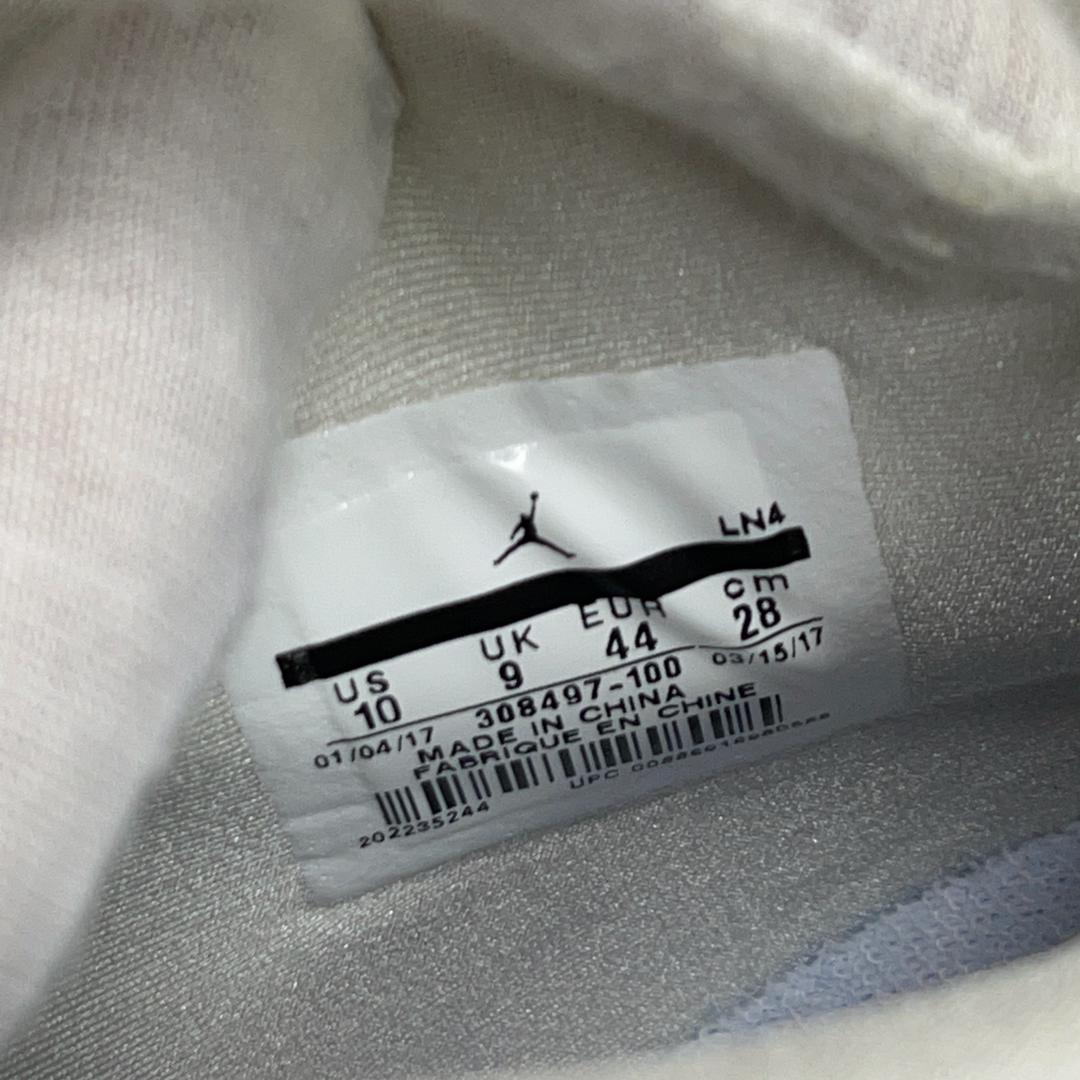 LN4
US UK EUR cm
10 9 44 28
01/04/17 308497-100 03/15/17
MADE IN CHINA
FABRIQUE EN CHINE
202235244 UPC